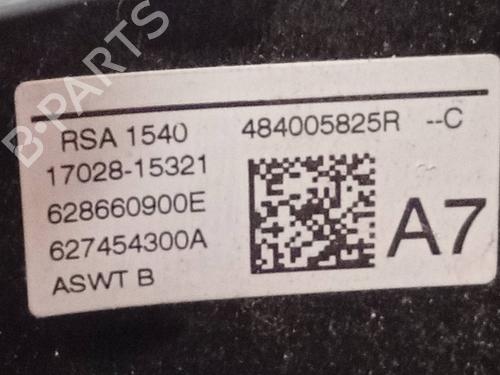 B-PARTS
RSA 1540 484005825R --C
17028-15321
628660900E
627454300A
ASWT B
A7